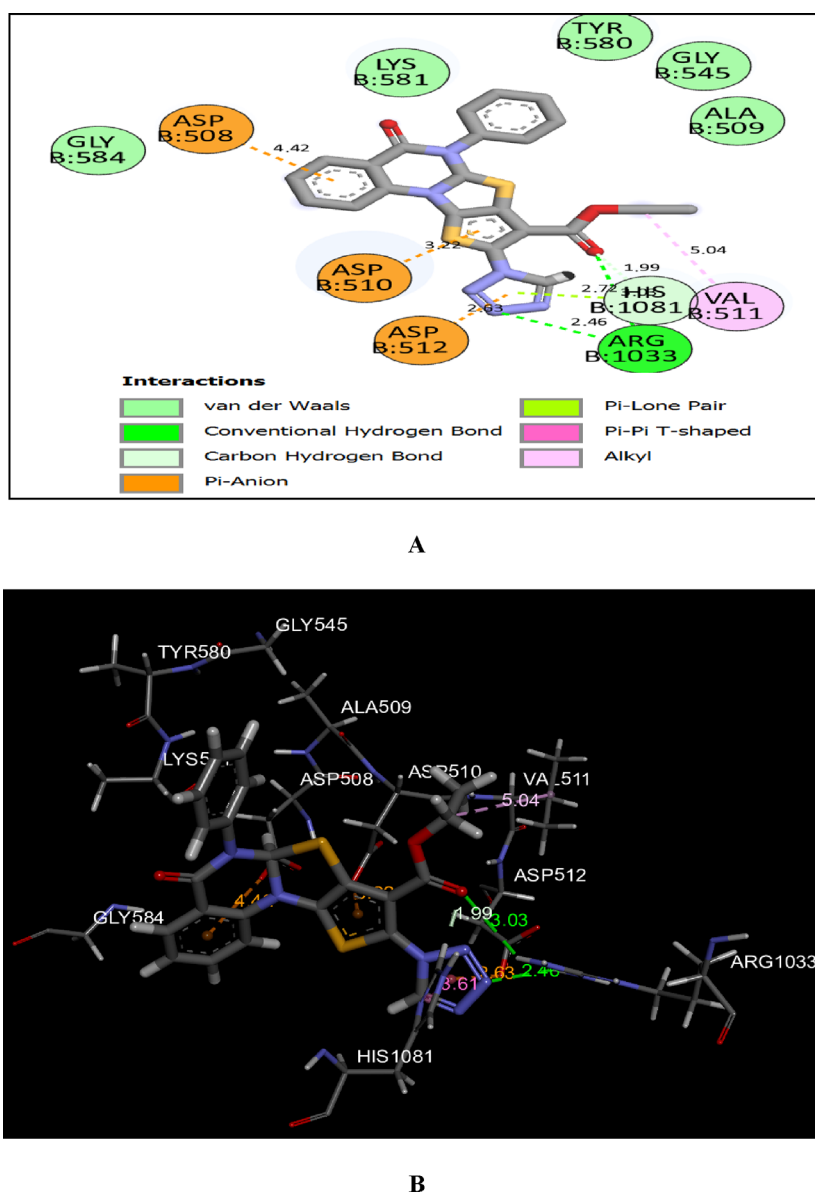 TYR
B:580
LYS
B:581
GLY
B:545
ASP
B:508
ALA
B:509
GLY
B:584
4.42
3.22
5.04
1.99
ASP
B:510
2.72
HIS
B:1081
VAL
B:511
2.63
2.46
ASP
B:512
ARG
B:1033
Interactions
van der Waals
Conventional Hydrogen Bond
Carbon Hydrogen Bond
Pi-Anion
Pi-Lone Pair
Pi-Pi T-shaped
Alkyl
A
GLY545
TYR580
ALA509
ASP508
ASP510
5.04
ASP512
GLY584
1.99
3.03
ARG1033
2.46
3.61
HIS1081
B